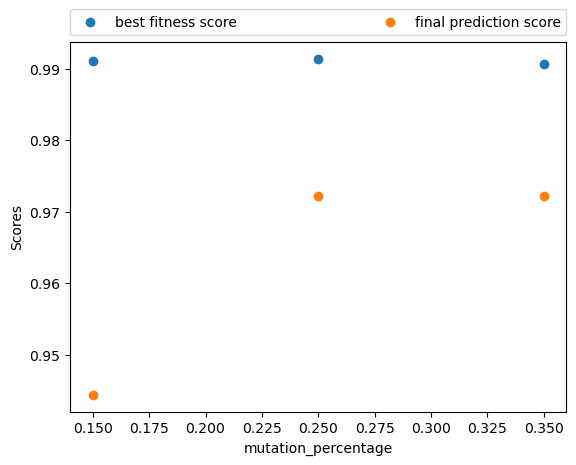 best fitness score
final prediction score
0.99
0.98
0.97
0.96
0.95
Scores
0.150 0.175 0.200 0.225 0.250 0.275 0.300 0.325 0.350
mutation_percentage